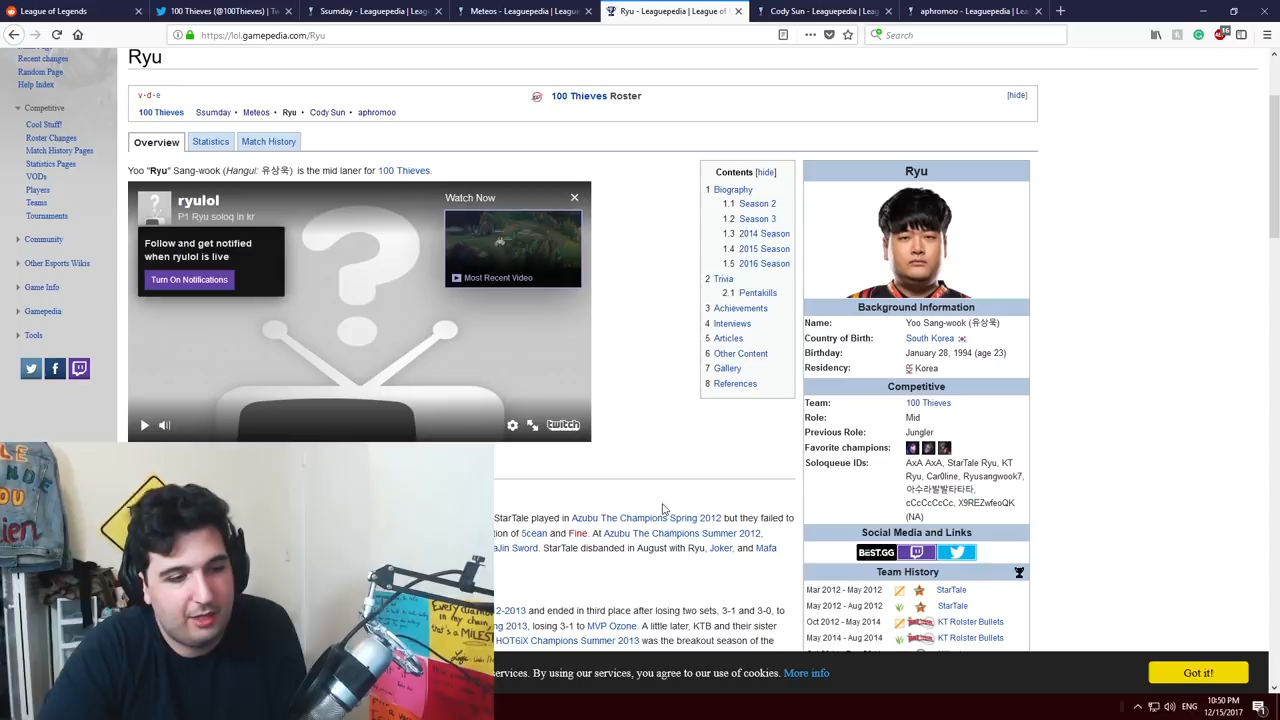 League of Legends
100 Thieves (@100Thieves) | Tw
Ssumday - Leaguepedia | League
Meteos - Leaguepedia | League
Ryu - Leaguepedia | League of L
Cody Sun - Leaguepedia | Leag
aphromoo - Leaguepedia | Leag
https://lol.gamepedia.com/Ryu
Search
16
Recent changes
Random Page
Help Index
Competitive
Cool Stuff!
Roster Changes
Match History Pages
Statistics Pages
VODs
Players
Teams
Tournaments
Community
Other Esports Wikis
Game Info
Gamepedia
Tools
Ryu
v·d·e
100 Thieves Roster
[hide]
100 Thieves Ssumday • Meteos • Ryu • Cody Sun • aphromoo
Overview Statistics Match History
Yoo "Ryu" Sang-wook (Hangul: 유상욱) is the mid laner for 100 Thieves.
ryulol
P1 Ryu soloq in kr
Follow and get notified
when ryulol is live
Turn On Notifications
Watch Now
Most Recent Video
twitch
Contents [hide]
1 Biography
1.1 Season 2
1.2 Season 3
1.3 2014 Season
1.4 2015 Season
1.5 2016 Season
2 Trivia
2.1 Pentakills
3 Achievements
4 Interviews
5 Articles
6 Other Content
7 Gallery
8 References
Ryu
Background Information
Name: Yoo Sang-wook (유상욱)
Country of Birth: South Korea
Birthday: January 28, 1994 (age 23)
Residency: Korea
Competitive
Team: 100 Thieves
Role: Mid
Previous Role: Jungler
Favorite champions:
Soloqueue IDs: AxA AxA, StarTale Ryu, KT
Ryu, Car0line, Ryusangwook7,
아수라발발타타타,
cCcCcCcCc, X9REZwfeoQK
(NA)
Social Media and Links
BEST.GG
Team History
Mar 2012 - May 2012 StarTale
May 2012 - Aug 2012 StarTale
Oct 2012 - May 2014 KT Rolster Bullets
May 2014 - Aug 2014 KT Rolster Bullets
StarTale played in Azubu The Champions Spring 2012 but they failed to
tion of 5cean and Fine. At Azubu The Champions Summer 2012,
aJin Sword. StarTale disbanded in August with Ryu, Joker, and Mafa
2-2013 and ended in third place after losing two sets, 3-1 and 3-0, to
ng 2013, losing 3-1 to MVP Ozone. A little later, KTB and their sister
HOT6iX Champions Summer 2013 was the breakout season of the
services. By using our services, you agree to our use of cookies. More info
Got it!
ENG
10:50 PM
12/15/2017